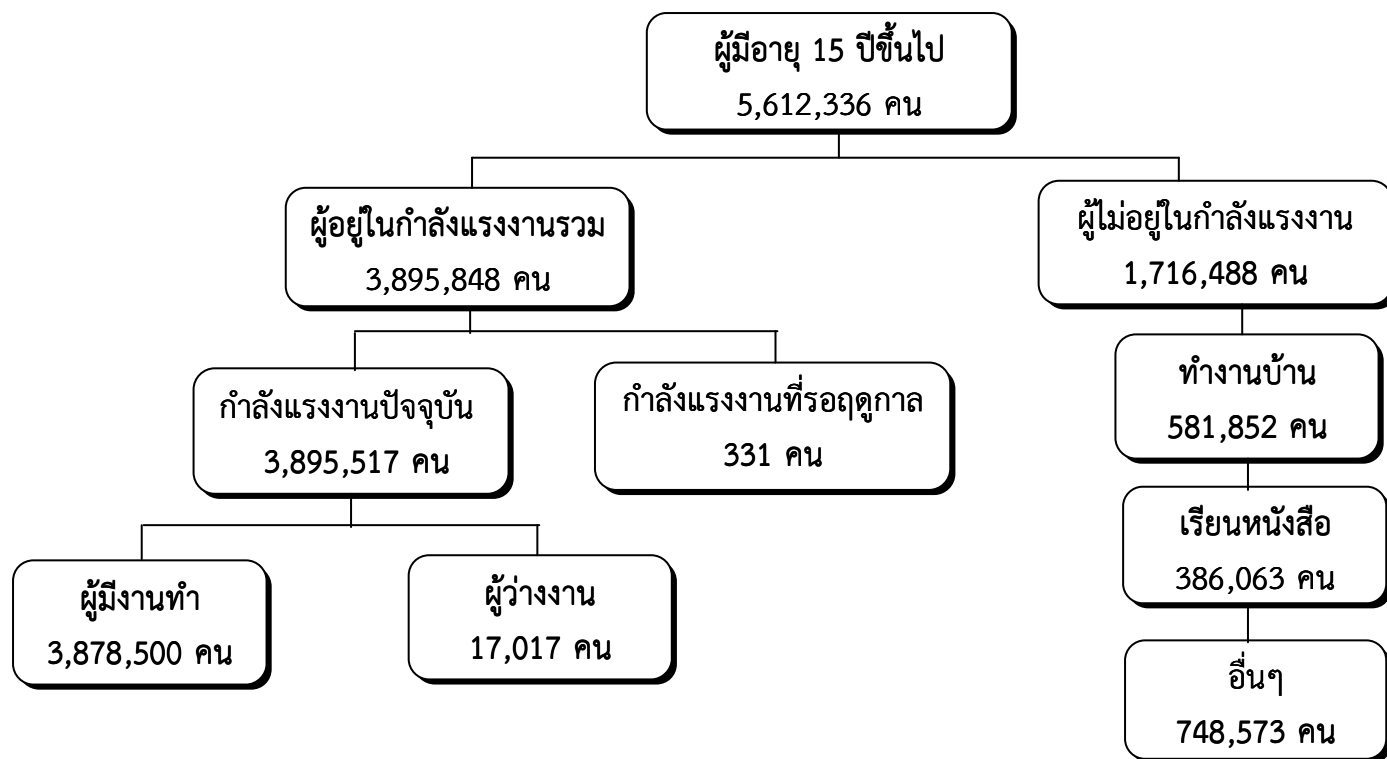 ผู้มีอายุ 15 ปีขึ้นไป
5,612,336 คน
ผู้อยู่ในกำลังแรงงานรวม
3,895,848 คน
ผู้ไม่อยู่ในกำลังแรงงาน
1,716,488 คน
กำลังแรงงานปัจจุบัน
3,895,517 คน
กำลังแรงงานที่รอฤดูกาล
331 คน
ทำงานบ้าน
581,852 คน
ผู้มีงานทำ
3,878,500 คน
ผู้ว่างงาน
17,017 คน
เรียนหนังสือ
386,063 คน
อื่นๆ
748,573 คน